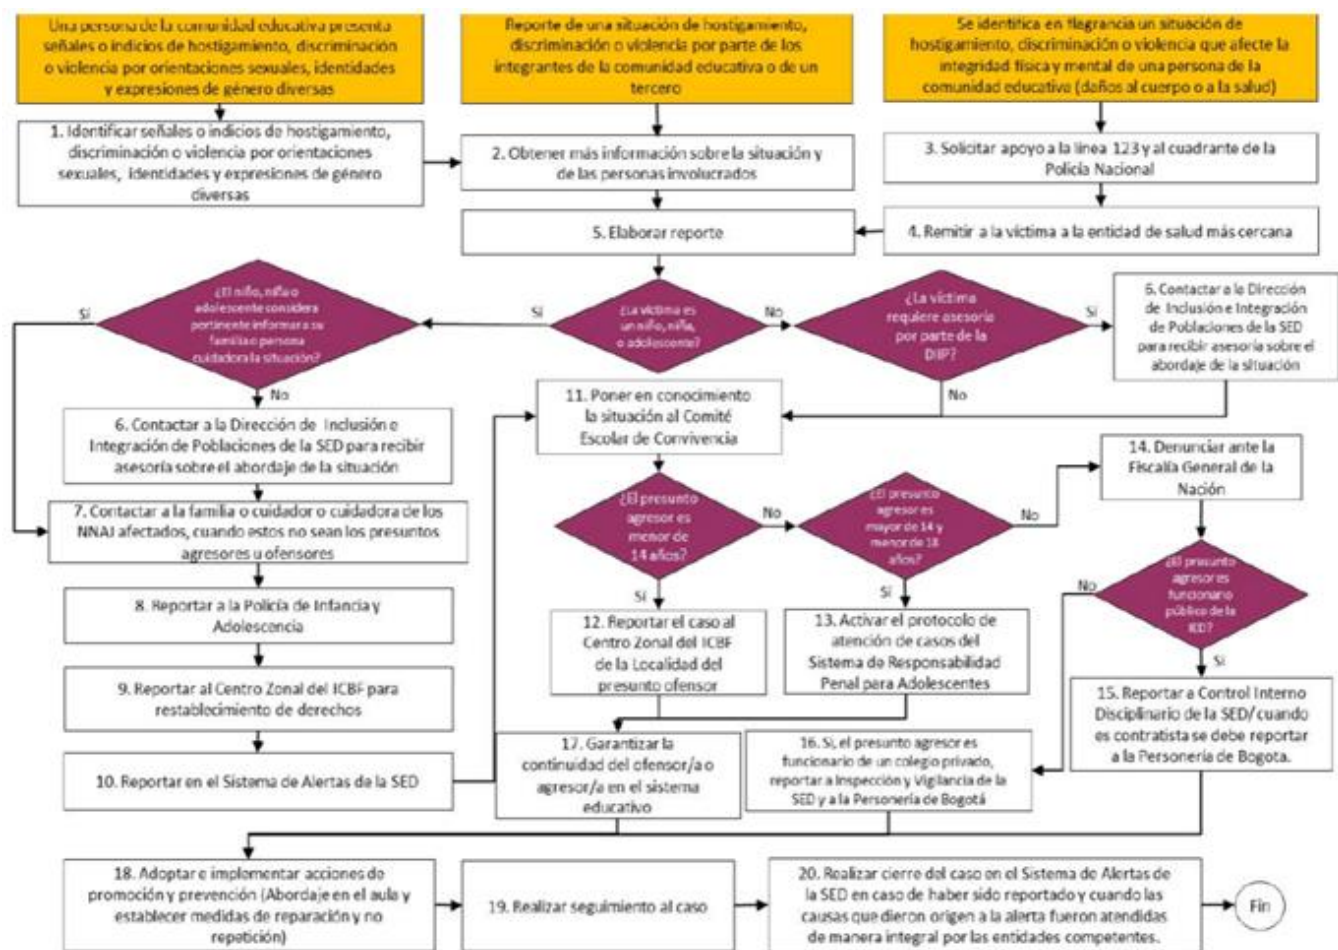 Una persona de la comunidad educativa presenta
señales o indicios de hostigamiento, discriminación
o violencia por orientaciones sexuales, identidades
y expresiones de género diversas
Reporte de una situación de hostigamiento,
discriminación o violencia por parte de los
integrantes de la comunidad educativa o de un
tercero
Se identifica en flagrancia un situación de
hostigamiento, discriminación o violencia que afecte la
integridad física y mental de una persona de la
comunidad educativa (daños al cuerpo o a la salud)
1. Identificar señales o indicios de hostigamiento,
discriminación o violencia por orientaciones
sexuales, identidades y expresiones de género
diversas
2. Obtener más información sobre la situación y
de las personas involucrados
3. Solicitar apoyo a la línea 123 y al cuadrante de la
Policía Nacional
5. Elaborar reporte
4. Remitir a la víctima a la entidad de salud más cercana
Sí
¿El niño, niña o
adolescente considera
pertinente informar a su
familia o persona
cuidadora la situación?
Sí
¿La víctima es
un niño, niña,
o adolescente?
No
¿La víctima
requiere asesoría
por parte de la
DIIP?
Sí
6. Contactar a la Dirección
de Inclusión e Integración
de Poblaciones de la SED
para recibir asesoría sobre el
abordaje de la situación
No
No
6. Contactar a la Dirección de Inclusión e
Integración de Poblaciones de la SED para recibir
asesoría sobre el abordaje de la situación
11. Poner en conocimiento
la situación al Comité
Escolar de Convivencia
14. Denunciar ante la
Fiscalía General de la
Nación
7. Contactar a la familia o cuidador o cuidadora de los
NNAJ afectados, cuando estos no sean los presuntos
agresores u ofensores
¿El presunto
agresor es
menor de
14 años?
No
¿El presunto
agresor es
mayor de 14 y
menor de 18
años?
No
¿El presunto
agresor es
funcionario
público de la
IED?
No
Sí
8. Reportar a la Policía de Infancia y
Adolescencia
Sí
Sí
12. Reportar el caso al
Centro Zonal del ICBF
de la Localidad del
presunto ofensor
13. Activar el protocolo de
atención de casos del
Sistema de Responsabilidad
Penal para Adolescentes
9. Reportar al Centro Zonal del ICBF para
restablecimiento de derechos
15. Reportar a Control Interno
Disciplinario de la SED/cuando
es contratista se debe reportar
a la Personería de Bogota.
10. Reportar en el Sistema de Alertas de la SED
17. Garantizar la
continuidad del ofensor/a o
agresor/a en el sistema
educativo
16. Si, el presunto agresor es
funcionario de un colegio privado,
reportar a Inspección y Vigilancia de la
SED y a la Personería de Bogotá
18. Adoptar e implementar acciones de
promoción y prevención (Abordaje en el aula y
establecer medidas de reparación y no
repetición)
19. Realizar seguimiento al caso
20. Realizar cierre del caso en el Sistema de Alertas de
la SED en caso de haber sido reportado y cuando las
causas que dieron origen a la alerta fueron atendidas
de manera integral por las entidades competentes.
Fin